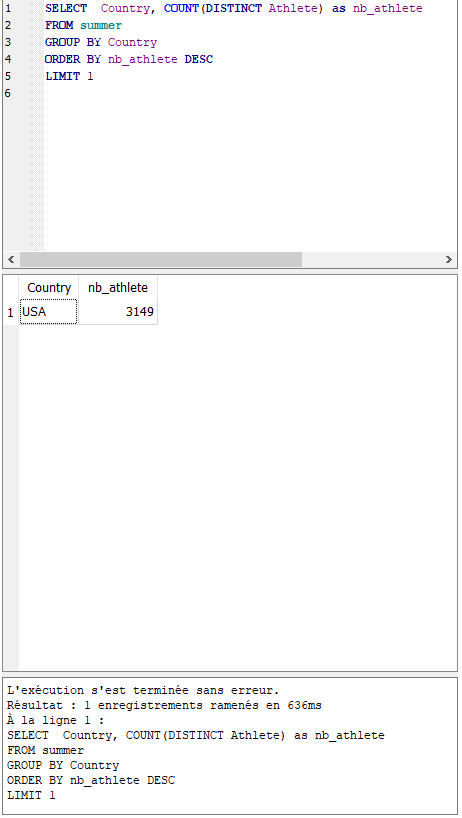 1 SELECT  Country, COUNT(DISTINCT Athlete) as nb_athlete
2 FROM summer
3 GROUP BY Country
4 ORDER BY nb_athlete DESC
5 LIMIT 1
6
Country nb_athlete
1 USA 3149
L'exécution s'est terminée sans erreur.
Résultat : 1 enregistrements ramenés en 636ms
À la ligne 1 :
SELECT  Country, COUNT(DISTINCT Athlete) as nb_athlete
FROM summer
GROUP BY Country
ORDER BY nb_athlete DESC
LIMIT 1